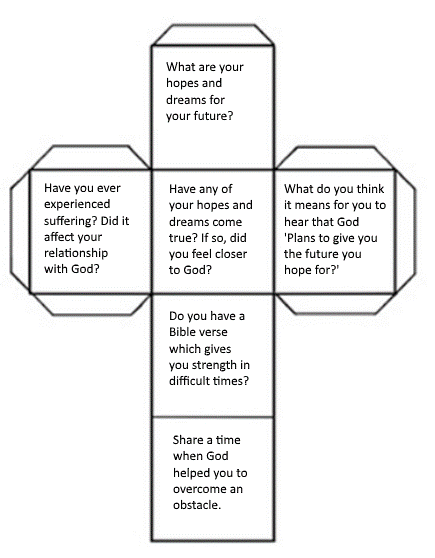 What are your
hopes and
dreams for
your future?
Have you ever
experienced
suffering? Did it
affect your
relationship
with God?
Have any of
your hopes and
dreams come
true? If so, did
you feel closer
to God?
What do you think
it means for you to
hear that God
'Plans to give you
the future you
hope for?'
Do you have a
Bible verse
which gives
you strength in
difficult times?
Share a time
when God
helped you to
overcome an
obstacle.